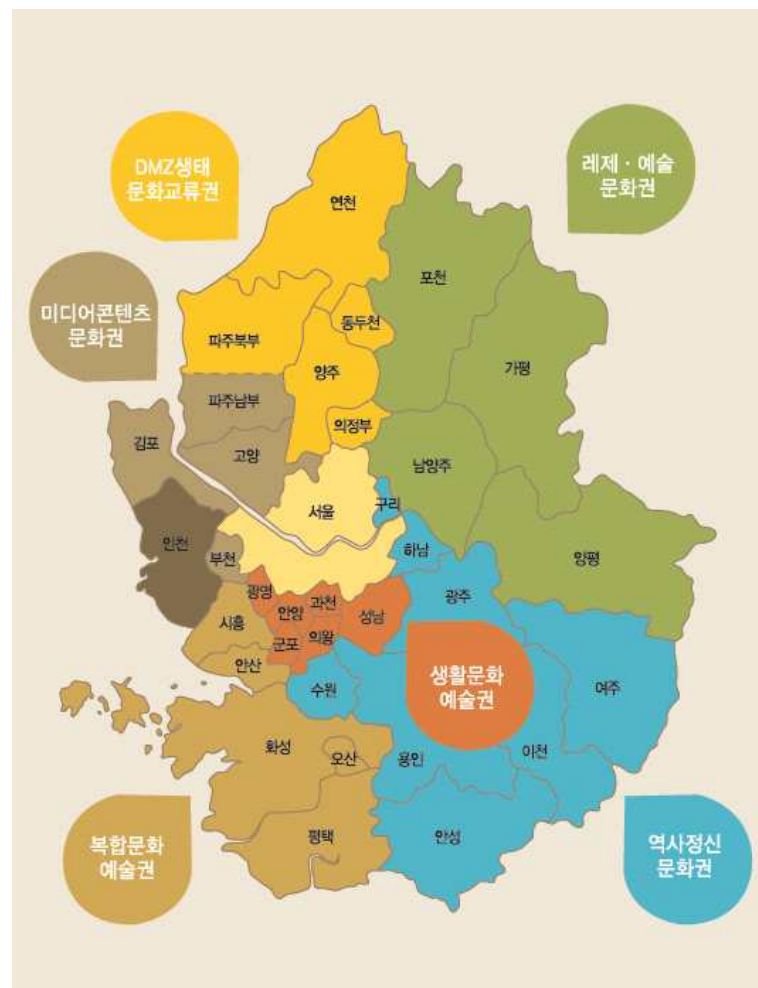 DMZ생태
문화교류권
레제·예술
문화권
미디어콘텐츠
문화권
연천
포천
동두천
파주북부
가평
양주
파주남부
의정부
김포
고양
남양주
서울
구리
인천
부천
하남
양평
광명
안양
과천
성남
광주
시흥
군포
의왕
안산
수원
생활문화
예술권
여주
화성
오산
용인
이천
평택
안성
복합문화
예술권
역사정신
문화권